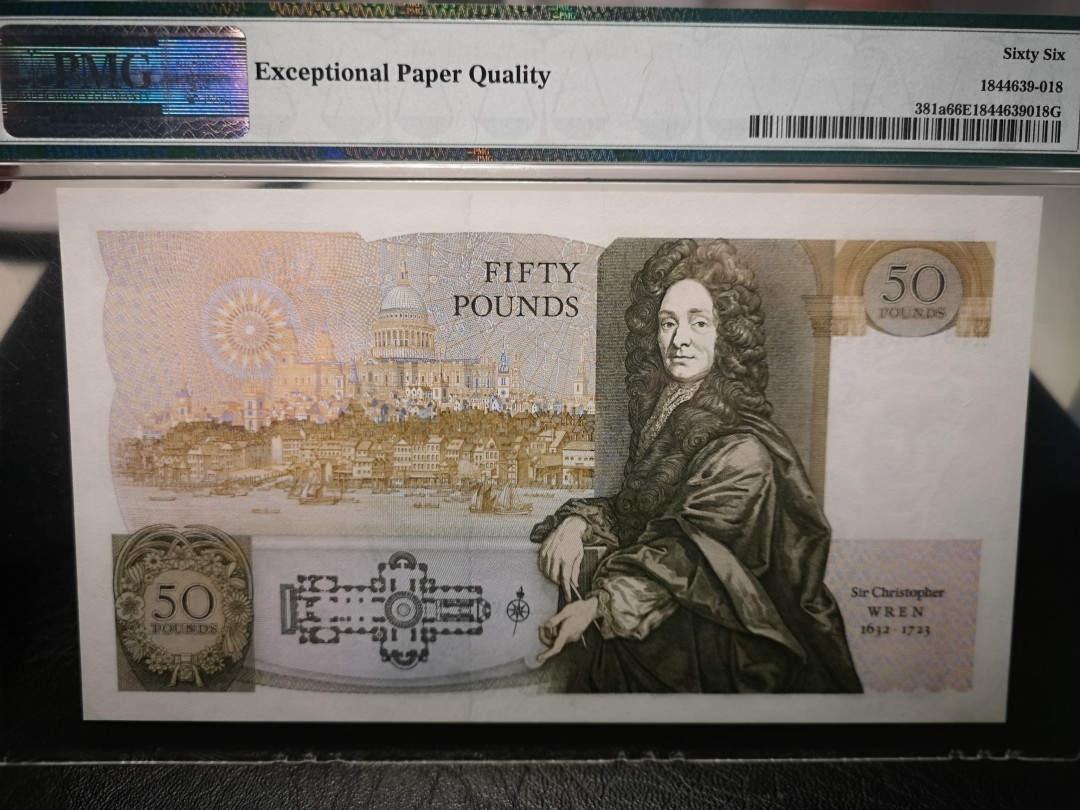 PMG
Exceptional Paper Quality
Sixty Six
1844639-018
381a66E1844639018G
FIFTY
POUNDS
50
POUNDS
50
POUNDS
Sir Christopher
WREN
1632 · 1723